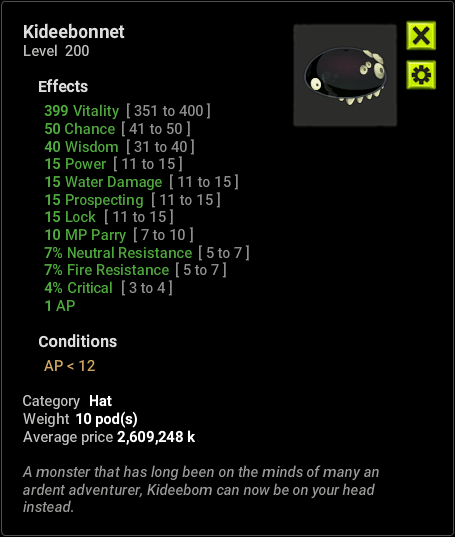 Kideebonnet
Level 200
Effects
399 Vitality [ 351 to 400 ]
50 Chance [ 41 to 50 ]
40 Wisdom [ 31 to 40 ]
15 Power [ 11 to 15 ]
15 Water Damage [ 11 to 15 ]
15 Prospecting [ 11 to 15 ]
15 Lock [ 11 to 15 ]
10 MP Parry [ 7 to 10 ]
7% Neutral Resistance [ 5 to 7 ]
7% Fire Resistance [ 5 to 7 ]
4% Critical [ 3 to 4 ]
1 AP
Conditions
AP < 12
Category Hat
Weight 10 pod(s)
Average price 2,609,248 k
A monster that has long been on the minds of many an
ardent adventurer, Kideebom can now be on your head
instead.